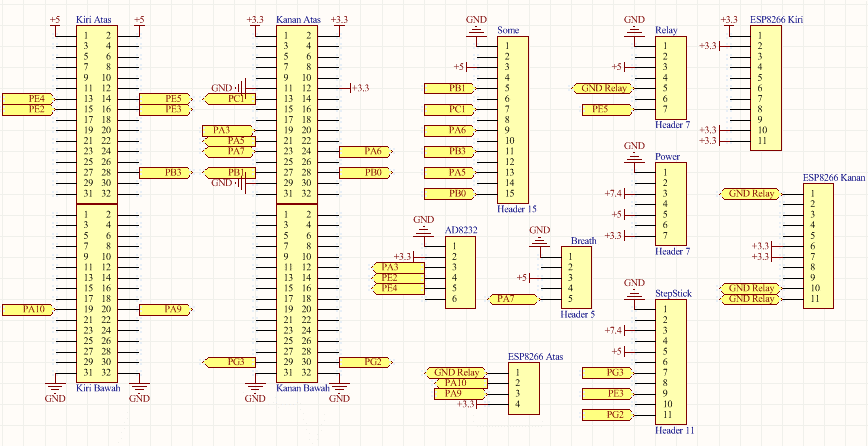 +5
Kiri Atas
+5
1 2
3 4
5 6
7 8
9 10
11 12
PE4 13 14 PE5
PE2 15 16 PE3
17 18
19 20
21 22
23 24
25 26
27 28 PB3
29 30
31 32
1 2
3 4
5 6
7 8
9 10
11 12
13 14
15 16
17 18
PA10 19 20 PA9
21 22
23 24
25 26
27 28
29 30
31 32
GND Kiri Bawah GND
+3.3
Kanan Atas
+3.3
1 2
3 4
5 6
7 8
9 10
GND 11 12 +3.3
PC1 13 14
15 16
17 18
PA3 19 20
PA5 21 22
PA7 23 24 PA6
25 26
PB1 27 28 PB0
GND 29 30
31 32
1 2
3 4
5 6
7 8
9 10
11 12
13 14
15 16
17 18
19 20
21 22
23 24
25 26
27 28
PG3 29 30 PG2
31 32
GND Kanan Bawah GND
GND
Some
1
2
+5 3
4
PB1 5
6
PC1 7
8
PA6 9
10
PB3 11
12
PA5 13
14
PB0 15
Header 15
GND
AD8232
1
+3.3 2
PA3 3
PE2 4
PE4 5
6
GND
Breath
1
2
+5 3
4
PA7 5
Header 5
ESP8266 Atas
GND Relay 1
PA10 2
PA9 3
+3.3 4
GND
Relay
1
2
+5 3
4
GND Relay 5
6
PE5 7
Header 7
GND
Power
1
2
+7.4 3
4
+5 5
6
+3.3 7
Header 7
GND
StepStick
1
2
+7.4 3
4
+5 5
6
PG3 7
8
PE3 9
10
PG2 11
Header 11
+3.3
ESP8266 Kiri
1
+3.3 2
3
4
5
6
7
8
9
+3.3 10
+3.3 11
ESP8266 Kanan
GND Relay 1
2
3
4
5
+3.3 6
+3.3 7
8
9
GND Relay 10
GND Relay 11